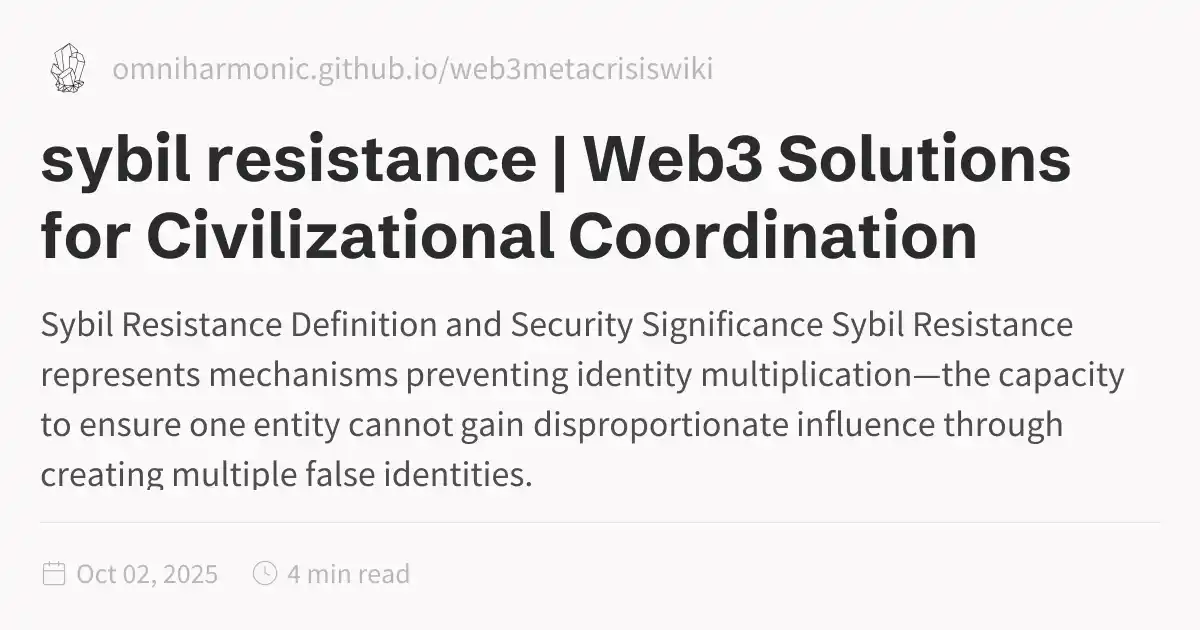 omniharmonic.github.io/web3metacrisiswiki
sybil resistance | Web3 Solutions
for Civilizational Coordination
Sybil Resistance Definition and Security Significance Sybil Resistance
represents mechanisms preventing identity multiplication—the capacity
to ensure one entity cannot gain disproportionate influence through
creating multiple false identities.
Oct 02, 2025 4 min read